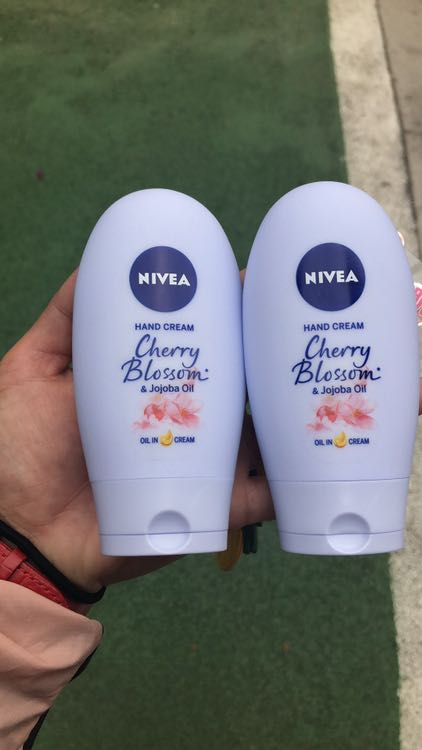 NIVEA
HAND CREAM
Cherry
Blossom
& Jojoba Oil
OIL IN CREAM
NIVEA
HAND CREAM
Cherry
Blossom
& Jojoba Oil
OIL IN CREAM